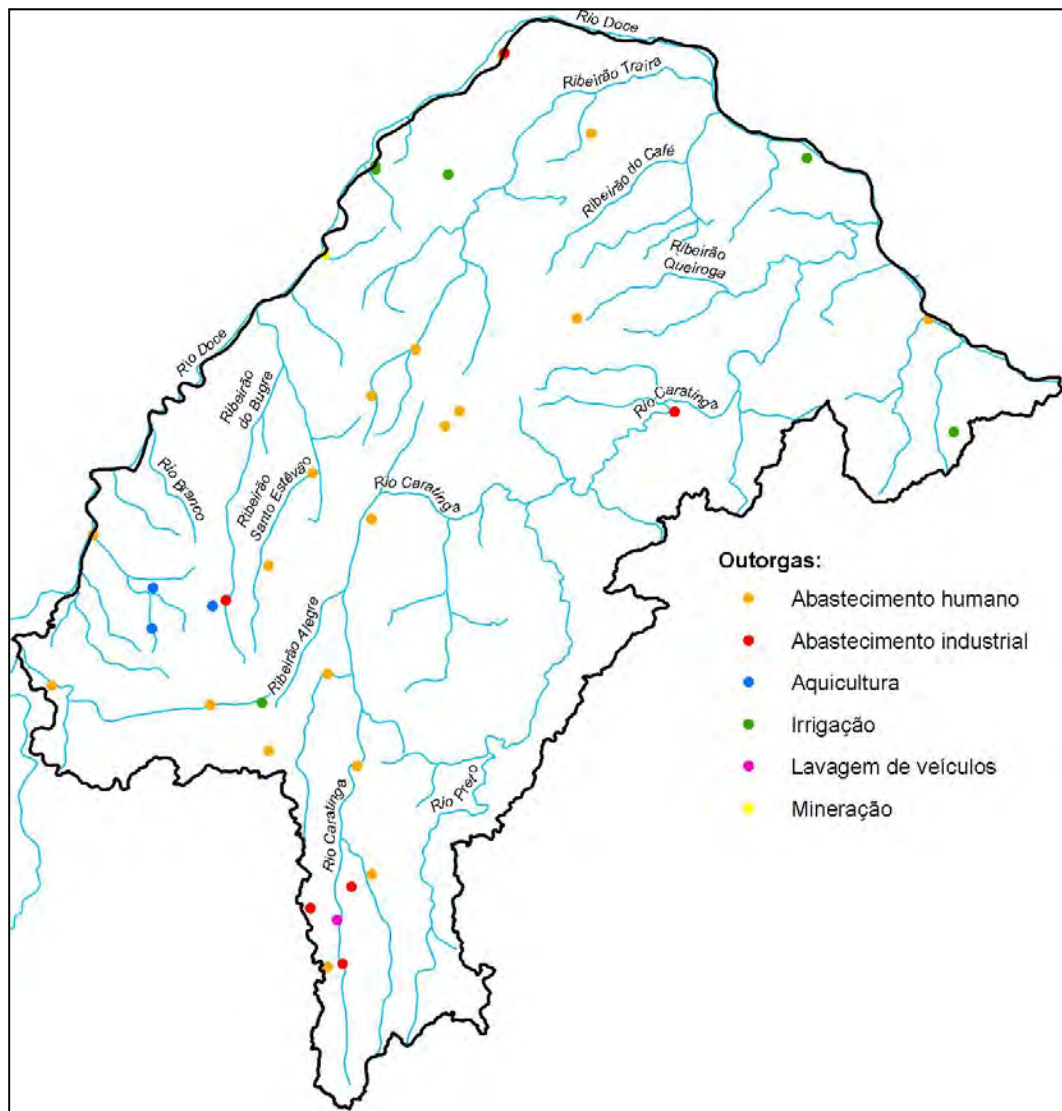 Rio Doce
Ribeirão Traira
Ribeirão do Café
Ribeirão
Queiroga
Rio Doce
Ribeirão
do Bugre
Rio Caratinga
Rio Branco
Ribeirão
Santo Estêvão
Rio Caratinga
Ribeirão Alegre
Rio Preto
Rio Caratinga
Outorgas:
Abastecimento humano
Abastecimento industrial
Aquicultura
Irrigação
Lavagem de veículos
Mineração